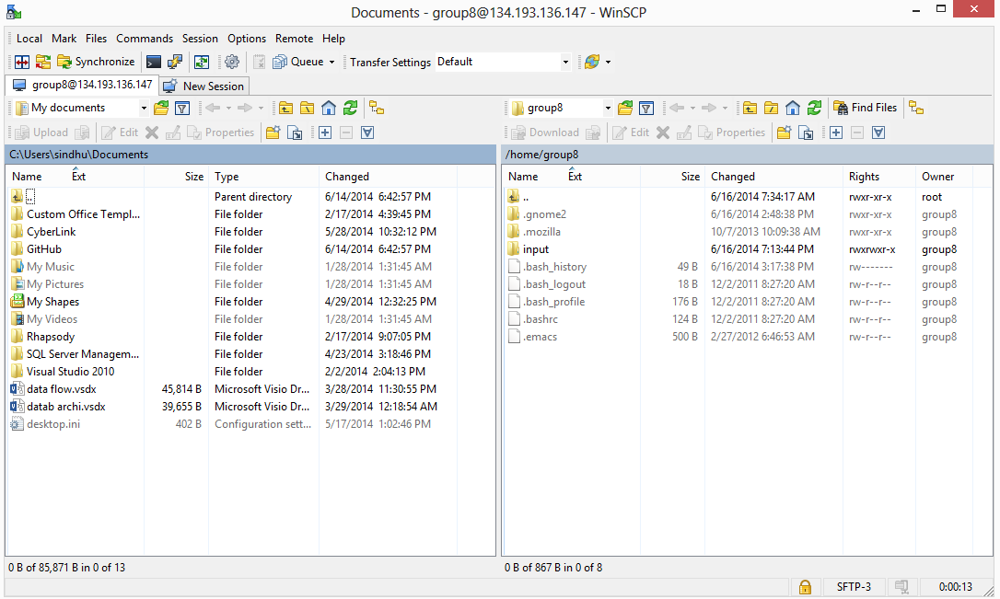 Documents - group8@134.193.136.147 - WinSCP
Local Mark Files Commands Session Options Remote Help
Synchronize Queue Transfer Settings Default
group8@134.193.136.147 New Session
My documents group8 Find Files
Upload Edit Properties Download Edit Properties
C:\Users\sindhu\Documents /home/group8
Name Ext Size Type Changed Name Ext Size Changed Rights Owner
.. Parent directory 6/14/2014 6:42:57 PM .. 6/16/2014 7:34:17 AM rwxr-xr-x root
Custom Office Templ... File folder 2/17/2014 4:39:45 PM .gnome2 6/16/2014 2:48:38 PM rwxr-xr-x group8
CyberLink File folder 5/28/2014 10:32:12 PM .mozilla 10/7/2013 10:09:38 AM rwxr-xr-x group8
GitHub File folder 6/14/2014 6:42:57 PM input 6/16/2014 7:13:44 PM rwxrwxr-x group8
My Music File folder 1/28/2014 1:31:45 AM .bash_history 49 B 6/16/2014 3:17:38 PM rw------- group8
My Pictures File folder 1/28/2014 1:31:45 AM .bash_logout 18 B 12/2/2011 8:27:20 AM rw-r--r-- group8
My Shapes File folder 4/29/2014 12:32:25 PM .bash_profile 176 B 12/2/2011 8:27:20 AM rw-r--r-- group8
My Videos File folder 1/28/2014 1:31:45 AM .bashrc 124 B 12/2/2011 8:27:20 AM rw-r--r-- group8
Rhapsody File folder 2/17/2014 9:07:05 PM .emacs 500 B 2/27/2012 6:46:53 AM rw-r--r-- group8
SQL Server Managem... File folder 4/23/2014 3:18:46 PM
Visual Studio 2010 File folder 2/2/2014 2:04:13 PM
data flow.vsdx 45,814 B Microsoft Visio Dr... 3/28/2014 11:30:55 PM
datab archi.vsdx 39,655 B Microsoft Visio Dr... 3/29/2014 12:18:54 AM
desktop.ini 402 B Configuration sett... 5/17/2014 1:02:46 PM
0 B of 85,871 B in 0 of 13 0 B of 867 B in 0 of 8
SFTP-3 0:00:13